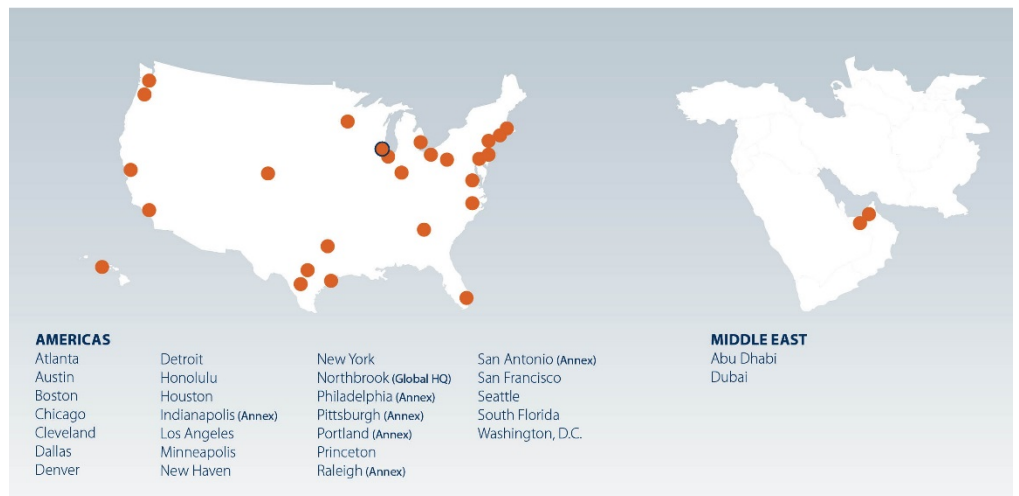 AMERICAS
Atlanta
Austin
Boston
Chicago
Cleveland
Dallas
Denver
Detroit
Honolulu
Houston
Indianapolis (Annex)
Los Angeles
Minneapolis
New Haven
New York
Northbrook (Global HQ)
Philadelphia (Annex)
Pittsburgh (Annex)
Portland (Annex)
Princeton
Raleigh (Annex)
San Antonio (Annex)
San Francisco
Seattle
South Florida
Washington, D.C.
MIDDLE EAST
Abu Dhabi
Dubai